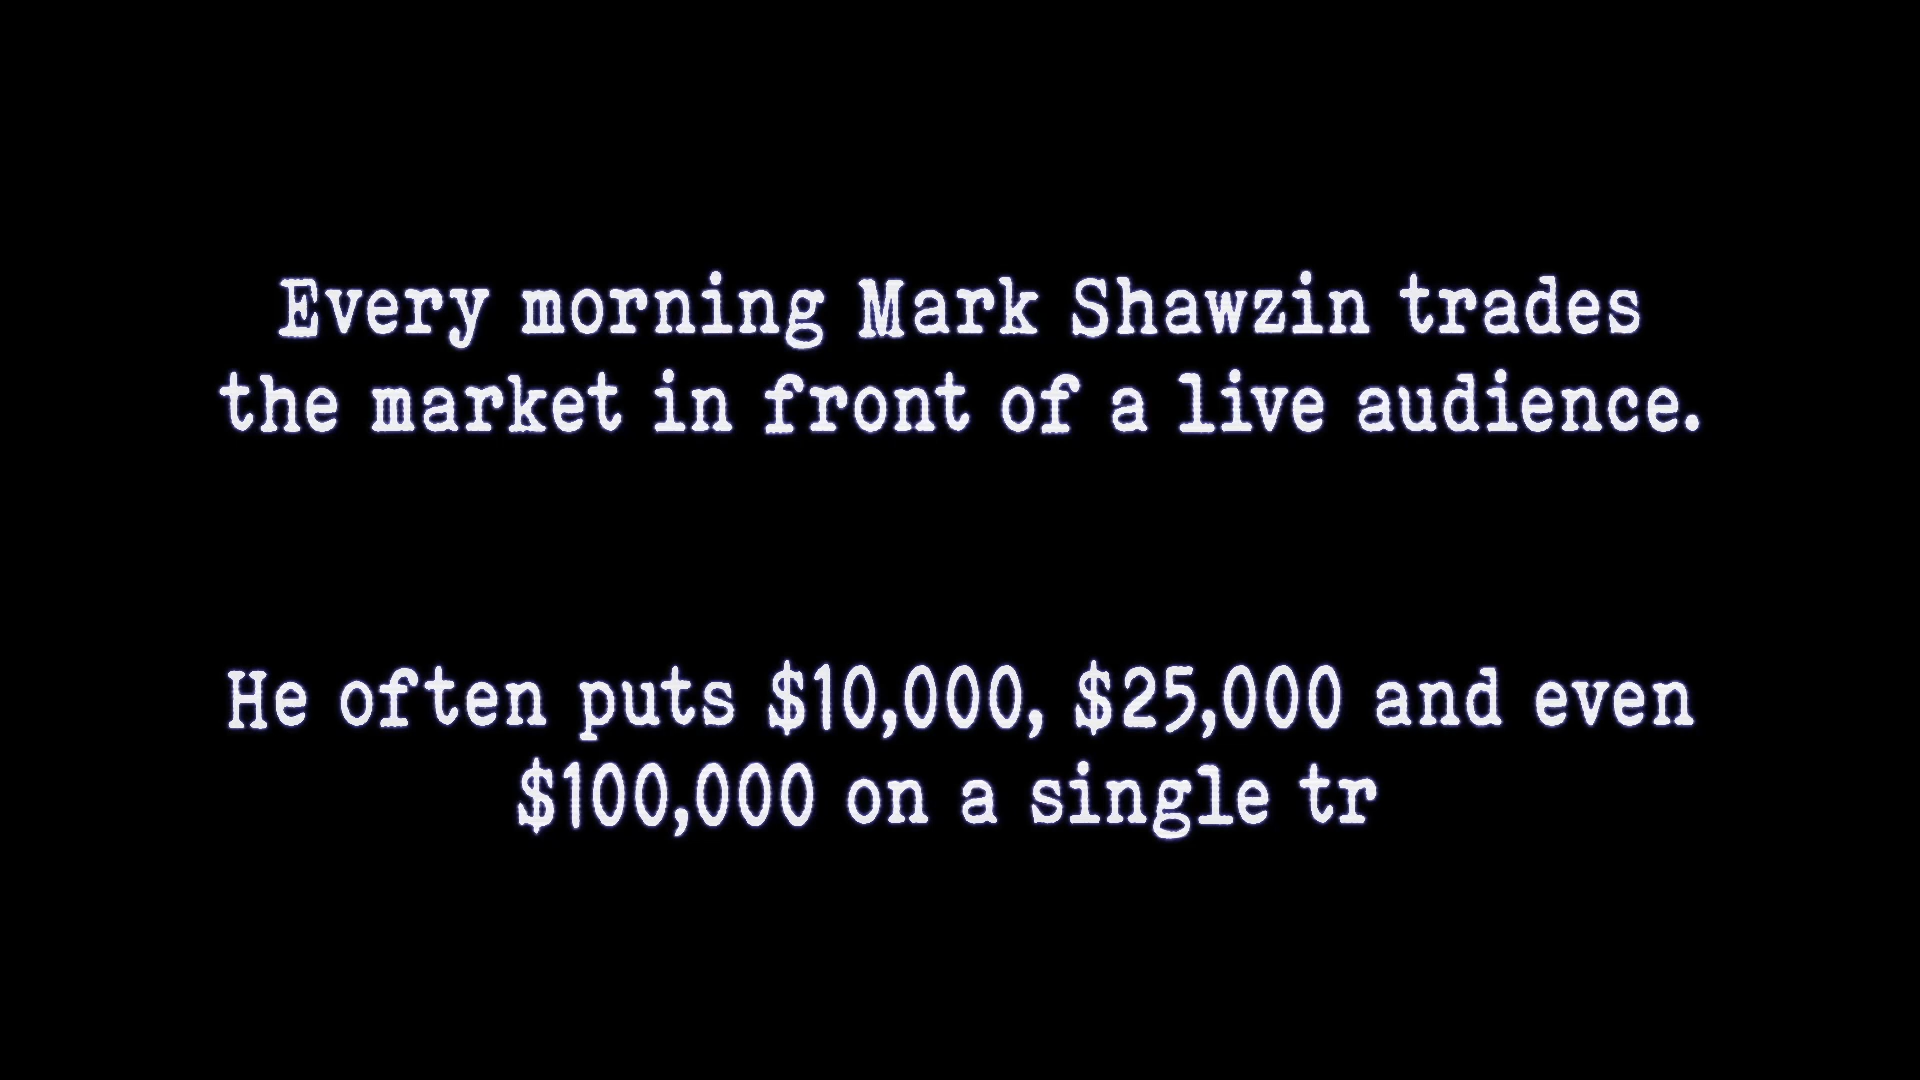 Every morning Mark Shawzin trades
the market in front of a live audience.
He often puts $10,000, $25,000 and even
$100,000 on a single tr